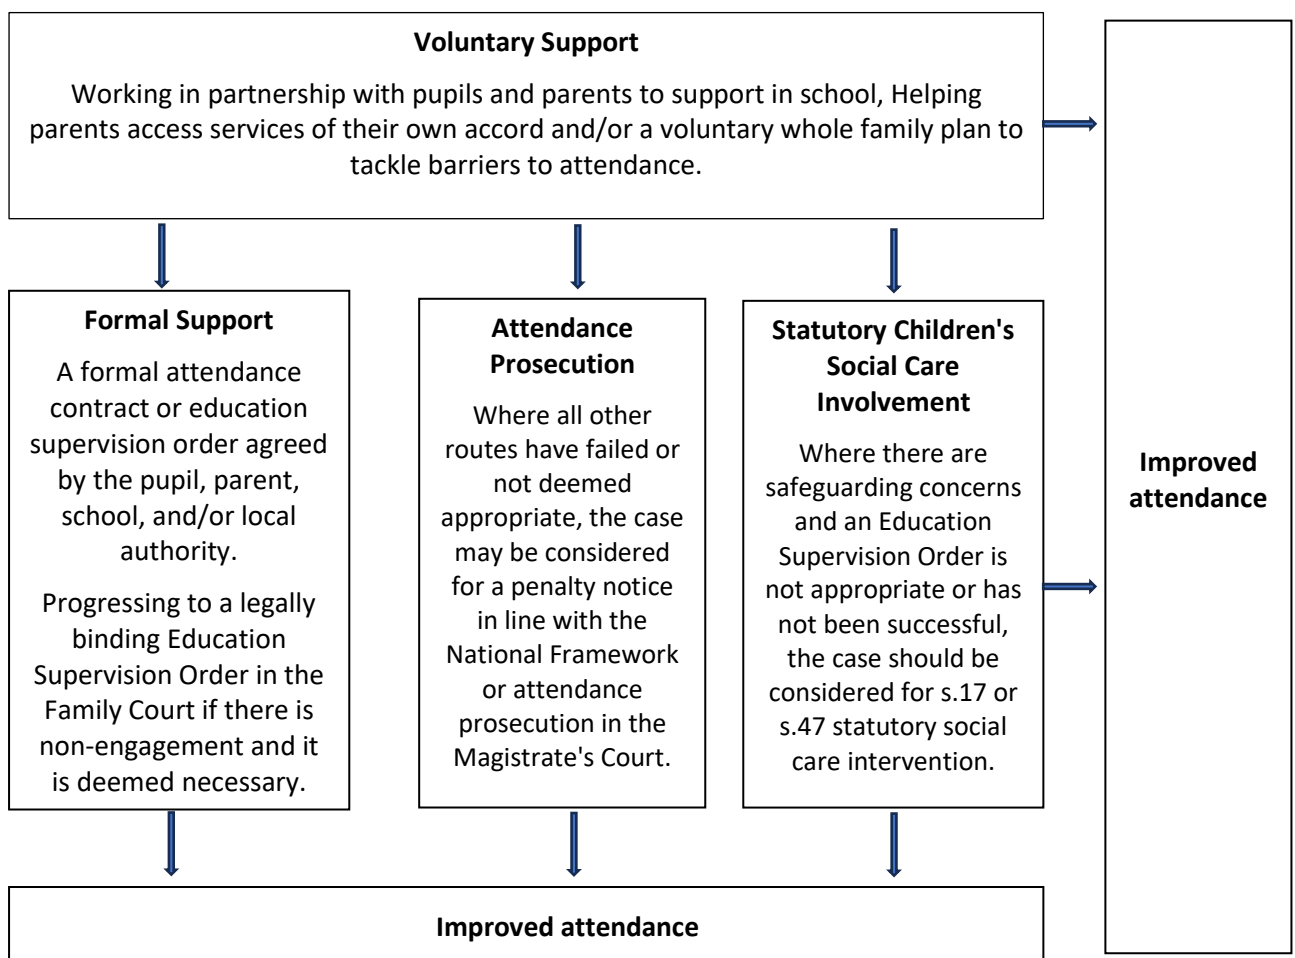 Voluntary Support
Working in partnership with pupils and parents to support in school, Helping
parents access services of their own accord and/or a voluntary whole family plan to
tackle barriers to attendance.
Formal Support
A formal attendance
contract or education
supervision order agreed
by the pupil, parent,
school, and/or local
authority.
Progressing to a legally
binding Education
Supervision Order in the
Family Court if there is
non-engagement and it
is deemed necessary.
Attendance
Prosecution
Where all other
routes have failed or
not deemed
appropriate, the case
may be considered
for a penalty notice
in line with the
National Framework
or attendance
prosecution in the
Magistrate's Court.
Statutory Children's
Social Care
Involvement
Where there are
safeguarding concerns
and an Education
Supervision Order is
not appropriate or has
not been successful,
the case should be
considered for s.17 or
s.47 statutory social
care intervention.
Improved
attendance
Improved attendance